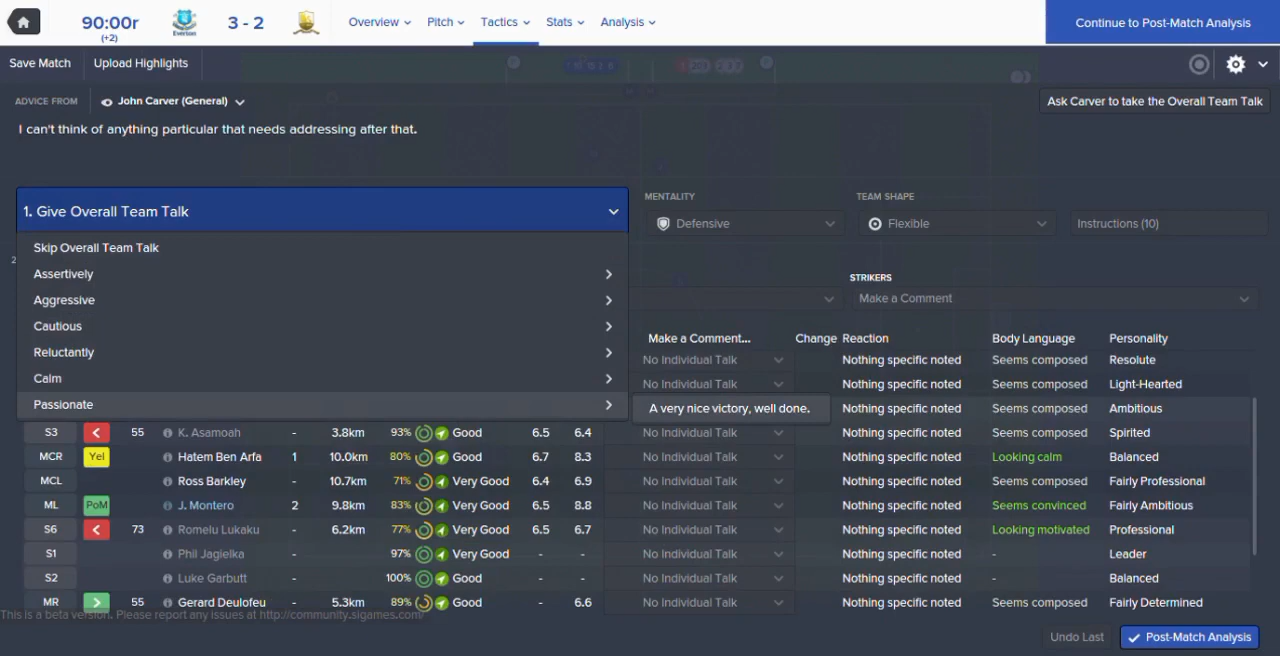 90:00r
(+2)
Everton
3 - 2
Overview
Pitch
Tactics
Stats
Analysis
Continue to Post-Match Analysis
Save Match
Upload Highlights
ADVICE FROM
John Carver (General)
Ask Carver to take the Overall Team Talk
I can't think of anything particular that needs addressing after that.
1. Give Overall Team Talk
MENTALITY
TEAM SHAPE
Defensive
Flexible
Instructions (10)
Skip Overall Team Talk
2
Assertively
STRIKERS
Aggressive
Make a Comment
Cautious
Make a Comment... Change Reaction Body Language Personality
Reluctantly
No Individual Talk Nothing specific noted Seems composed Resolute
Calm
No Individual Talk Nothing specific noted Seems composed Light-Hearted
Passionate
A very nice victory, well done.
Nothing specific noted Seems composed Ambitious
S3 < 55 K. Asamoah - 3.8km 93% Good 6.5 6.4 No Individual Talk Nothing specific noted Seems composed Spirited
MCR Yel Hatem Ben Arfa 1 10.0km 80% Good 6.7 8.3 No Individual Talk Nothing specific noted Looking calm Balanced
MCL Ross Barkley - 10.7km 71% Very Good 6.4 6.9 No Individual Talk Nothing specific noted Seems composed Fairly Professional
ML PoM J. Montero 2 9.8km 83% Very Good 6.5 8.8 No Individual Talk Nothing specific noted Seems convinced Fairly Ambitious
S6 < 73 Romelu Lukaku - 6.2km 77% Very Good 6.5 6.7 No Individual Talk Nothing specific noted Looking motivated Professional
S1 Phil Jagielka - 97% Very Good - - No Individual Talk Nothing specific noted - Leader
S2 Luke Garbutt - 100% Good - - No Individual Talk Nothing specific noted - Balanced
MR > 55 Gerard Deulofeu - 5.3km 89% Good - 6.6 No Individual Talk Nothing specific noted Seems composed Fairly Determined
This is a beta version. Please report any issues at http://community.sigames.com/
Undo Last
Post-Match Analysis